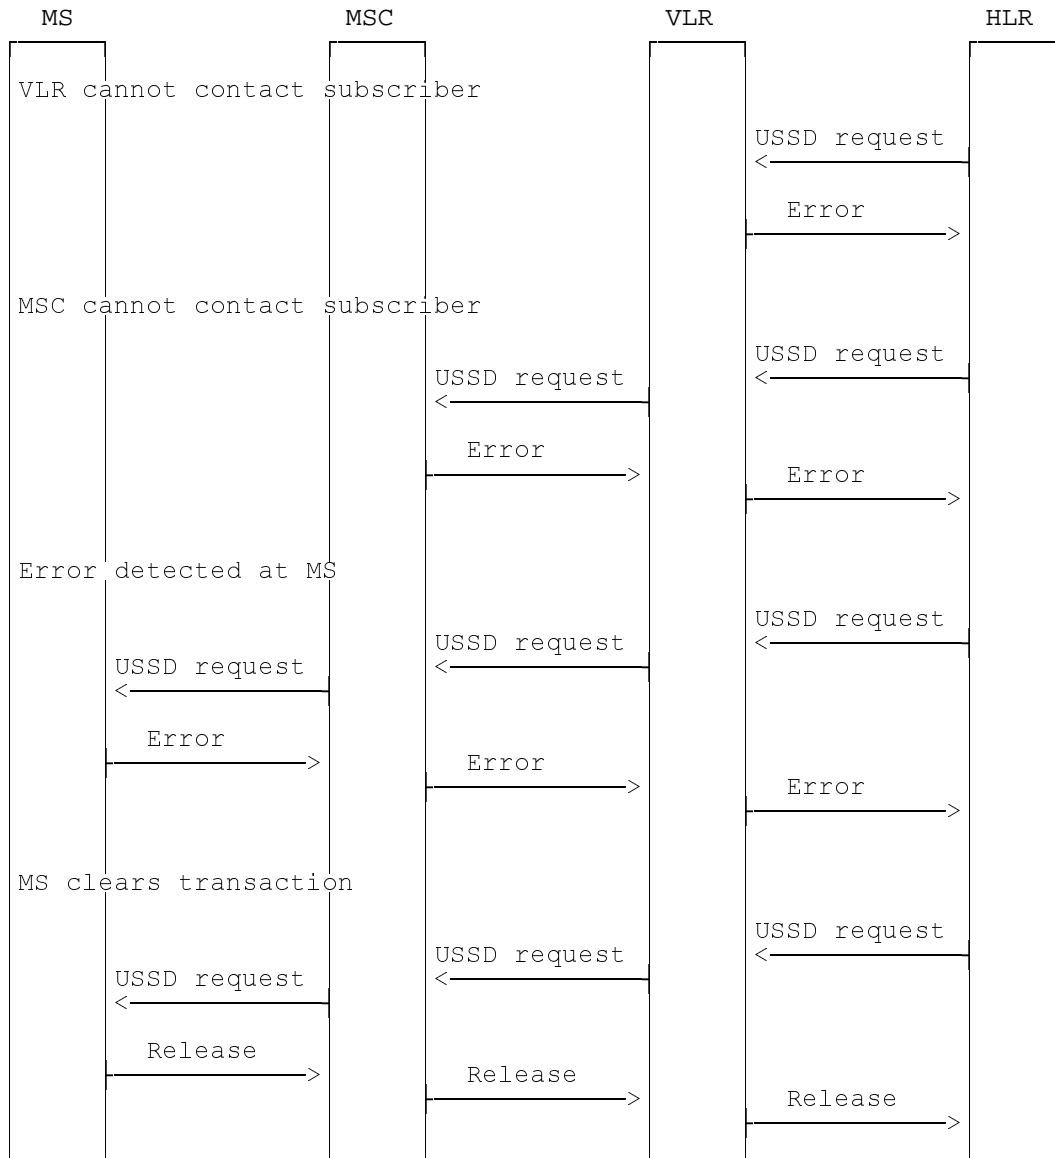 MS MSC VLR HLR
VLR cannot contact subscriber
USSD request
Error
MSC cannot contact subscriber
USSD request
USSD request
Error
Error
Error detected at MS
USSD request
USSD request
USSD request
Error
Error
Error
MS clears transaction
USSD request
USSD request
USSD request
Release
Release
Release